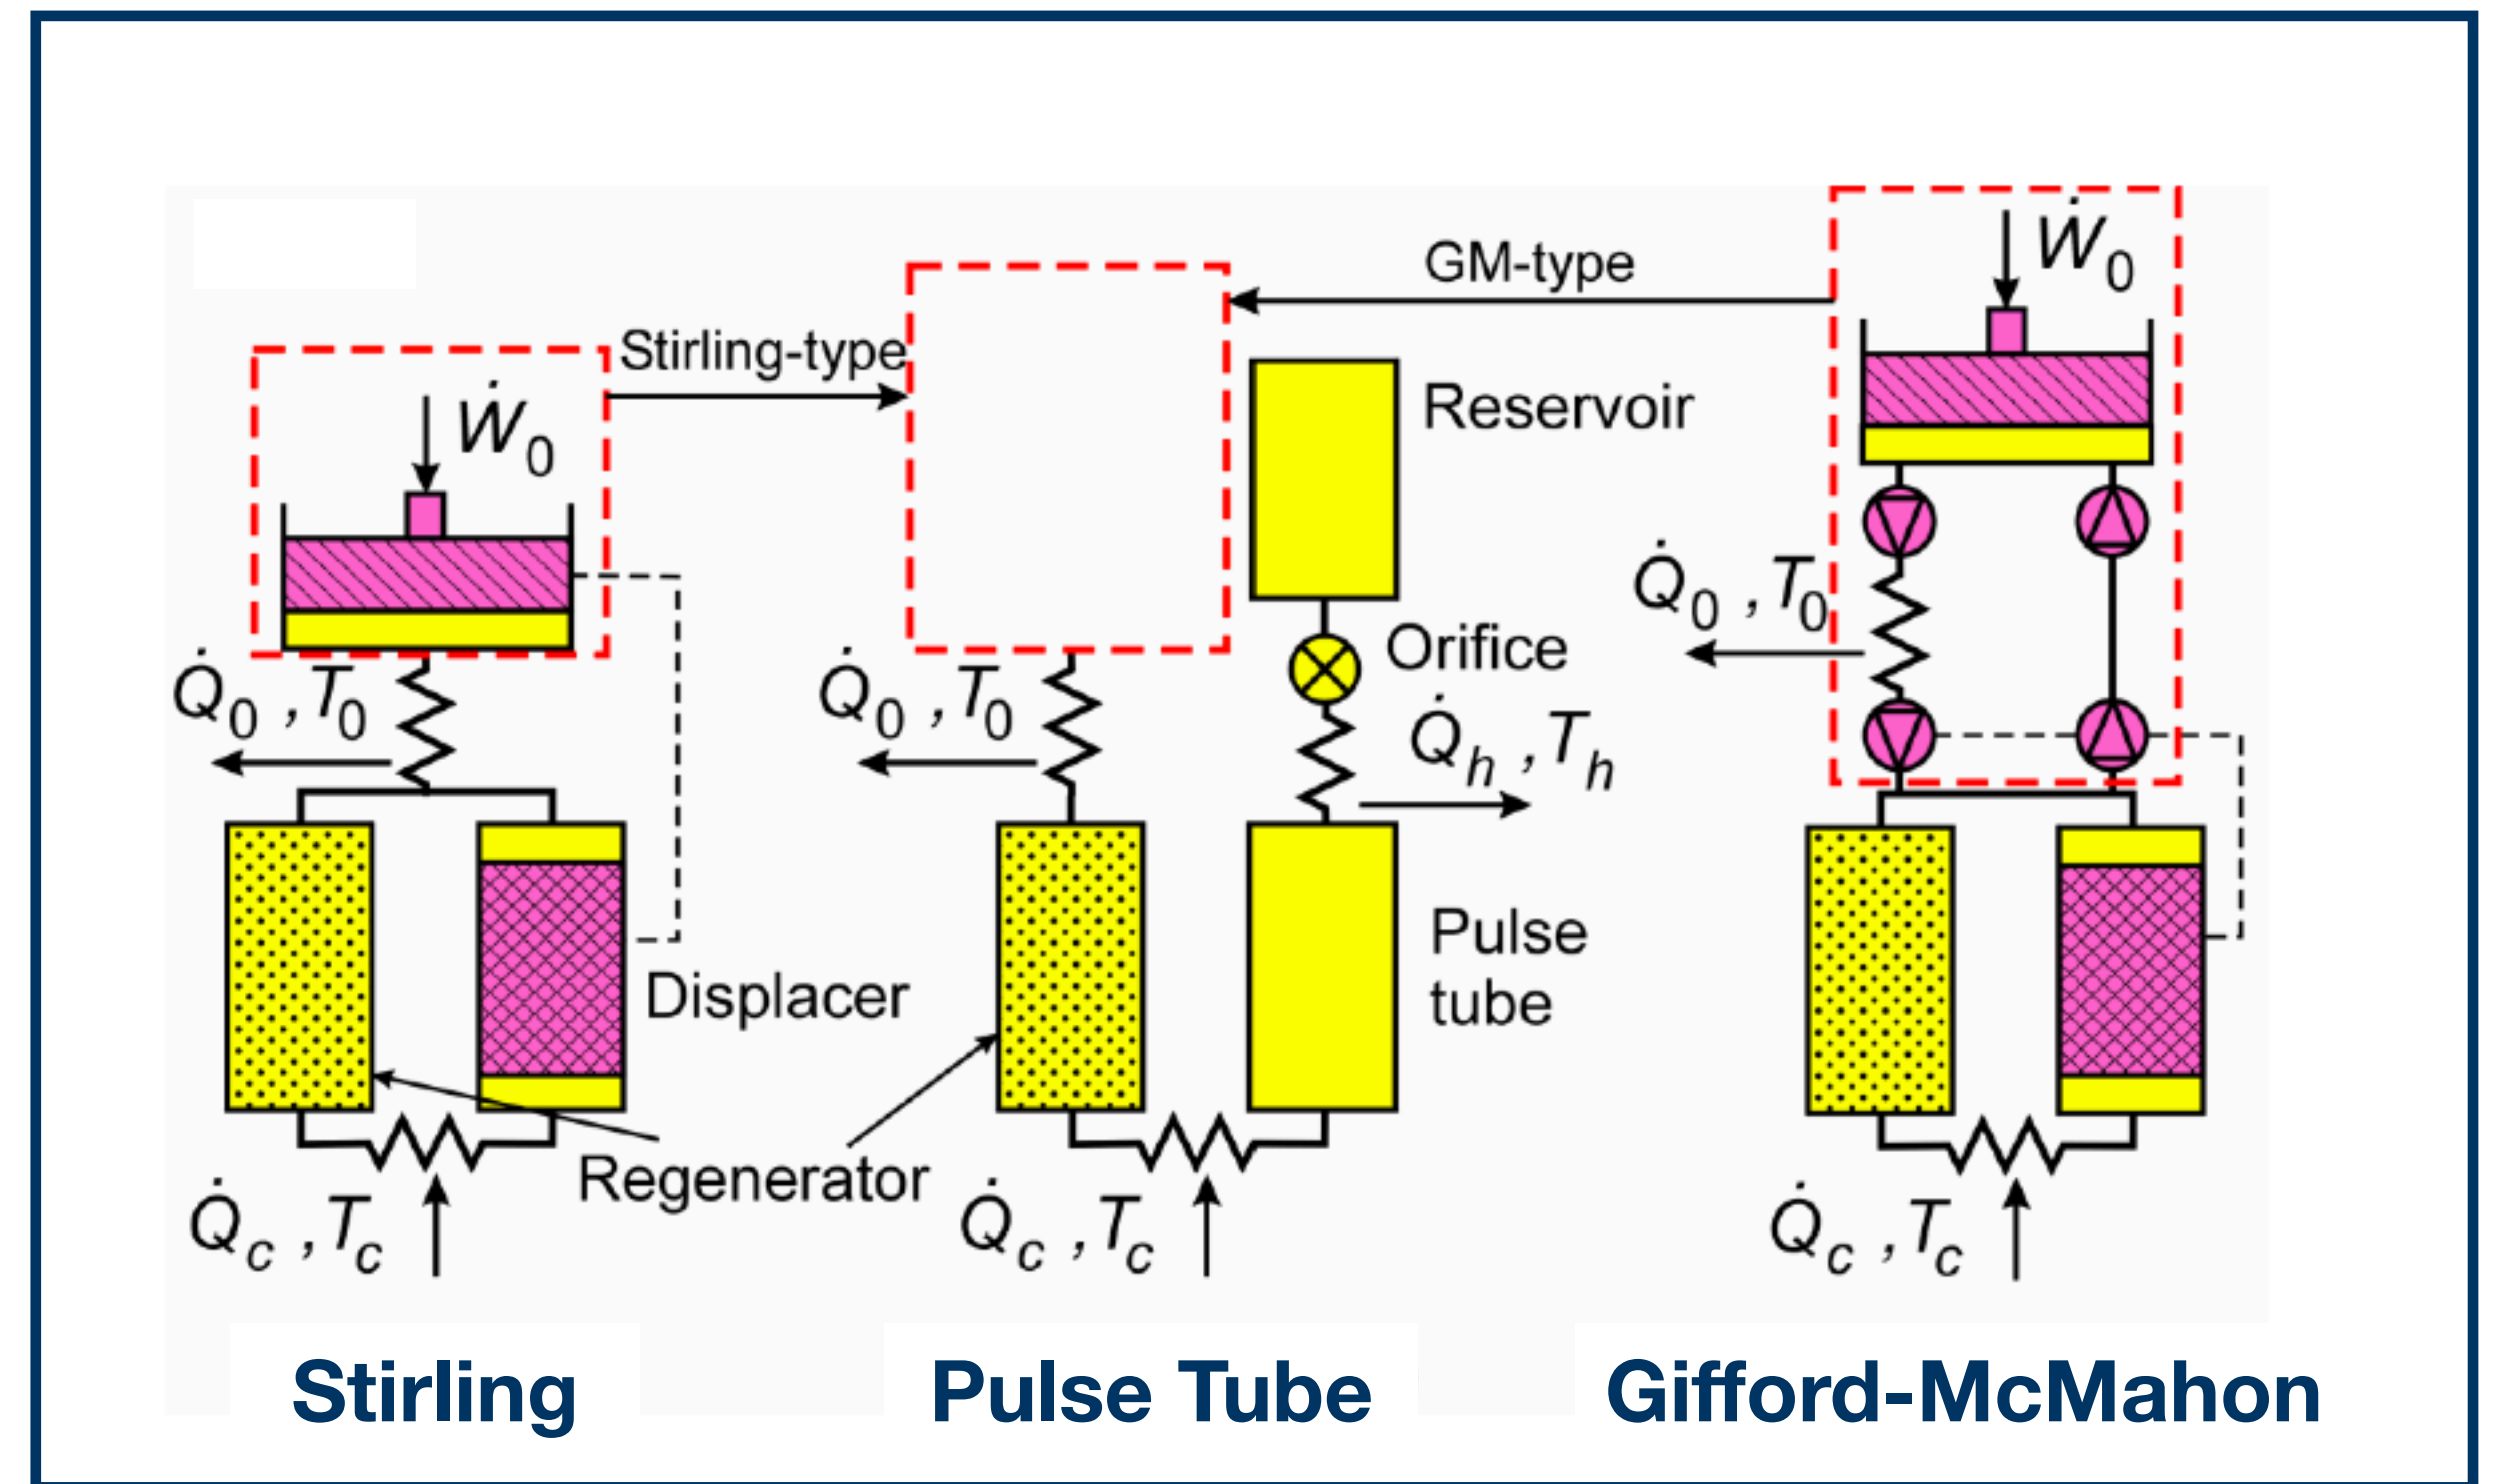 Ẇ0
GM-type
Stirling-type
Ẇ0
Reservoir
Q̇0 , T0
Orifice
Q̇0 , T0
Q̇0 , T0
Q̇h , Th
Pulse
tube
Displacer
Regenerator
Q̇c , Tc
Q̇c , Tc
Q̇c , Tc
Stirling
Pulse Tube
Gifford-McMahon